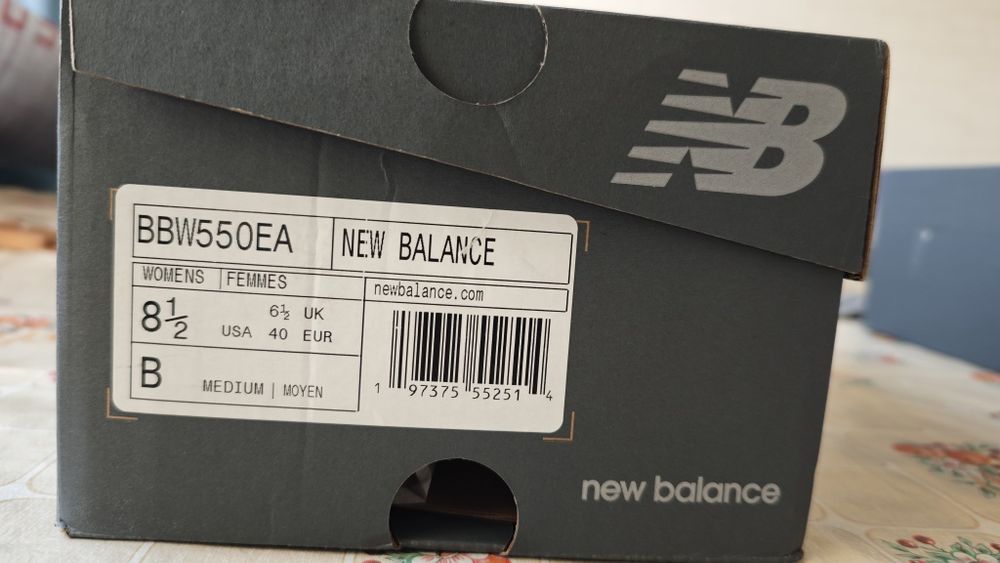 NB
BBW550EA
NEW BALANCE
WOMENS | FEMMES
newbalance.com
8½
6½ UK
USA 40 EUR
B
MEDIUM | MOYEN
1 97375 55251 4
new balance